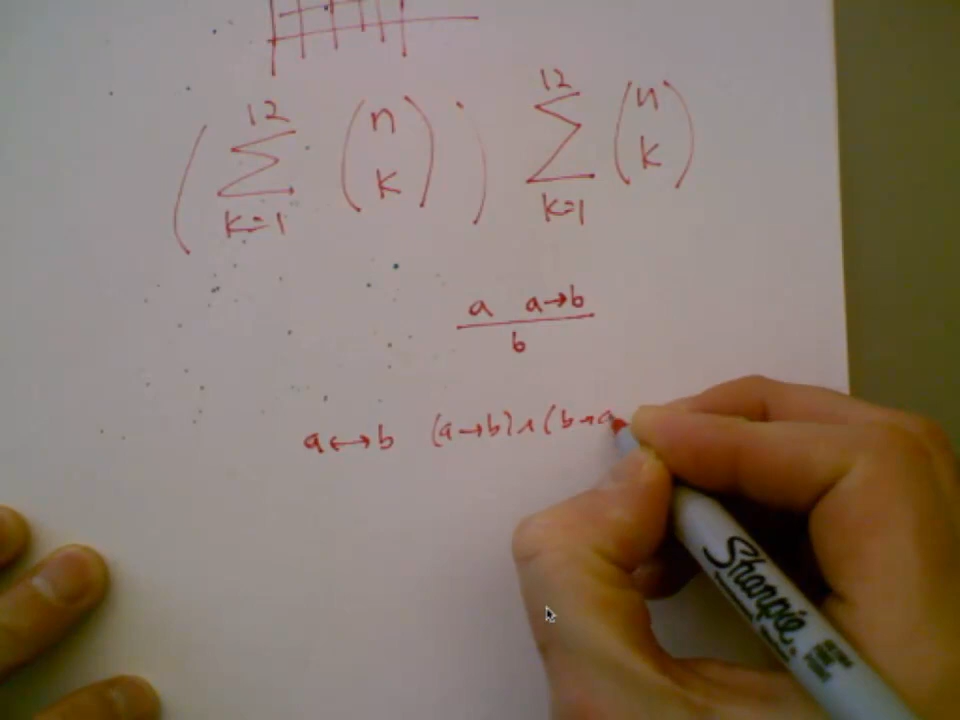 12 12
( ∑ (n k) ) ∑ (n k)
k=1 k=1
a a→b
b
a↔b (a→b)∧(b→a
Sharpie